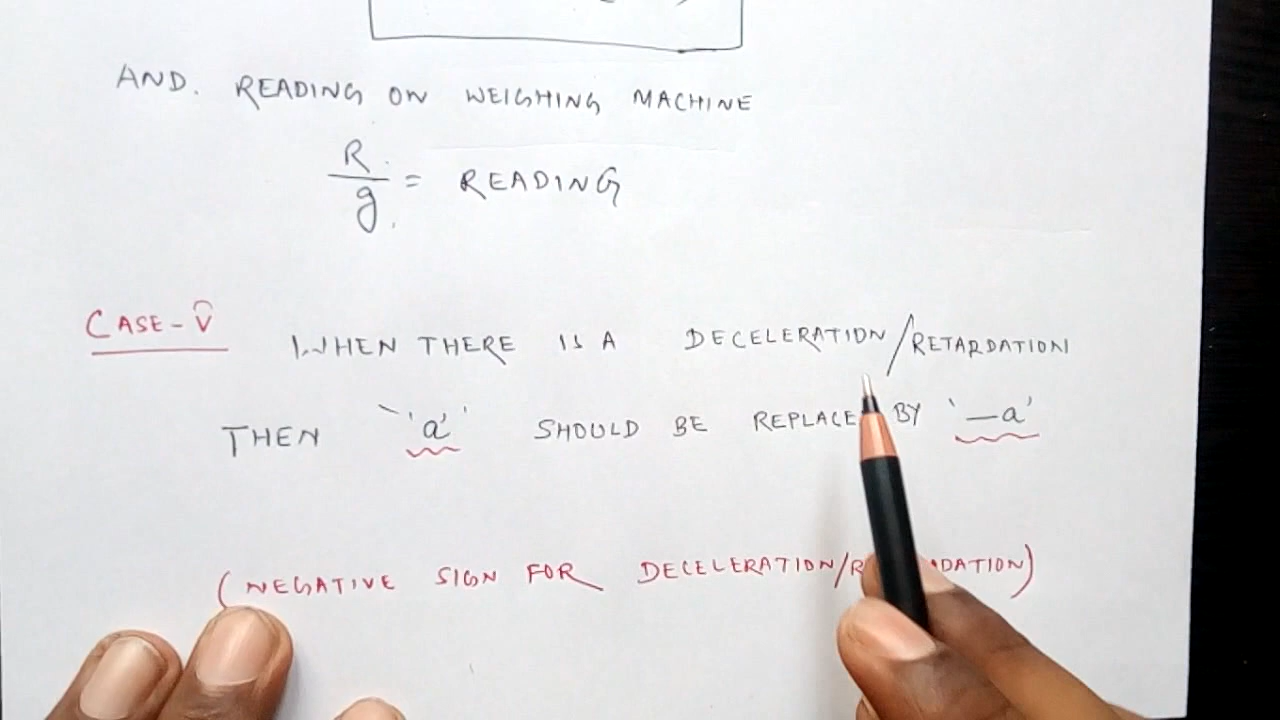 AND. READING ON WEIGHING MACHINE
R
g. = READING
CASE-V WHEN THERE IS A DECELERATION/RETARDATION
THEN 'a' SHOULD BE REPLACE BY '-a'
(NEGATIVE SIGN FOR DECELERATION/R DATION)